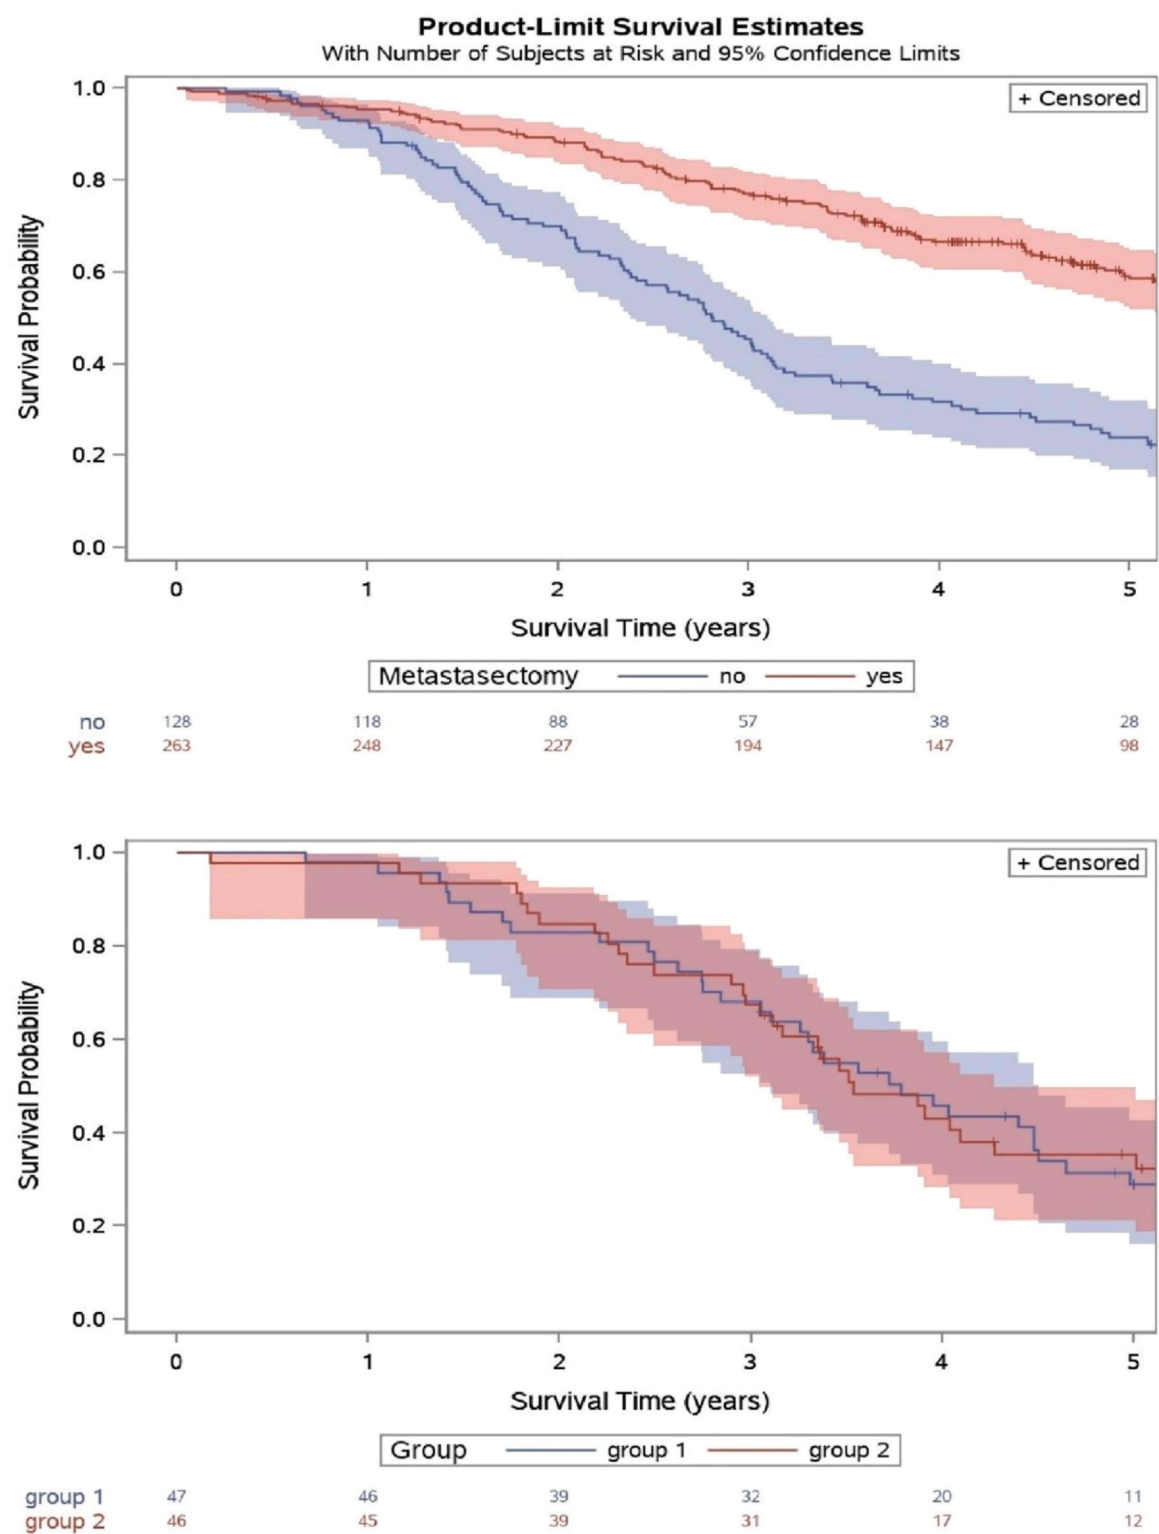 Product-Limit Survival Estimates
With Number of Subjects at Risk and 95% Confidence Limits
+ Censored
Survival Probability
1.0
0.8
0.6
0.4
0.2
0.0
0 1 2 3 4 5
Survival Time (years)
Metastasectomy no yes
no 128 118 88 57 38 28
yes 263 248 227 194 147 98
+ Censored
Survival Probability
1.0
0.8
0.6
0.4
0.2
0.0
0 1 2 3 4 5
Survival Time (years)
Group group 1 group 2
group 1 47 46 39 32 20 11
group 2 46 45 39 31 17 12